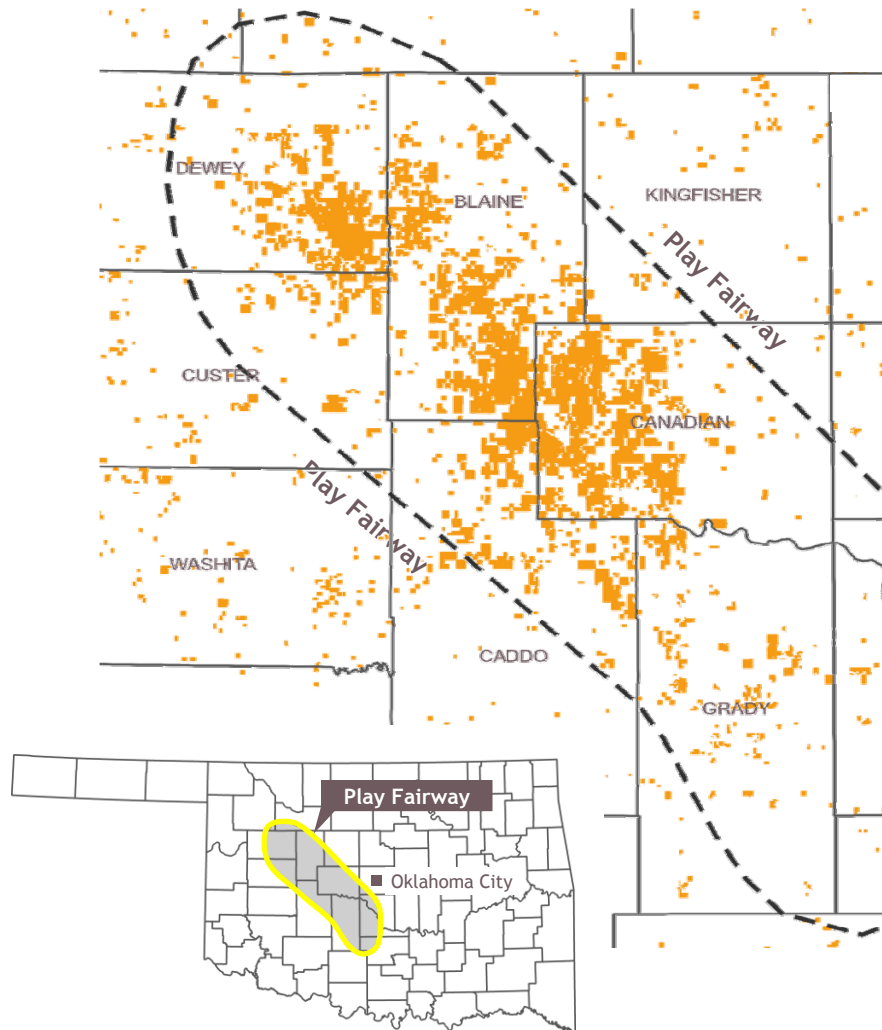 DEWEY
BLAINE
KINGFISHER
Play Fairway
CUSTER
CANADIAN
Play Fairway
WASHITA
CADDO
GRADY
Play Fairway
Oklahoma City